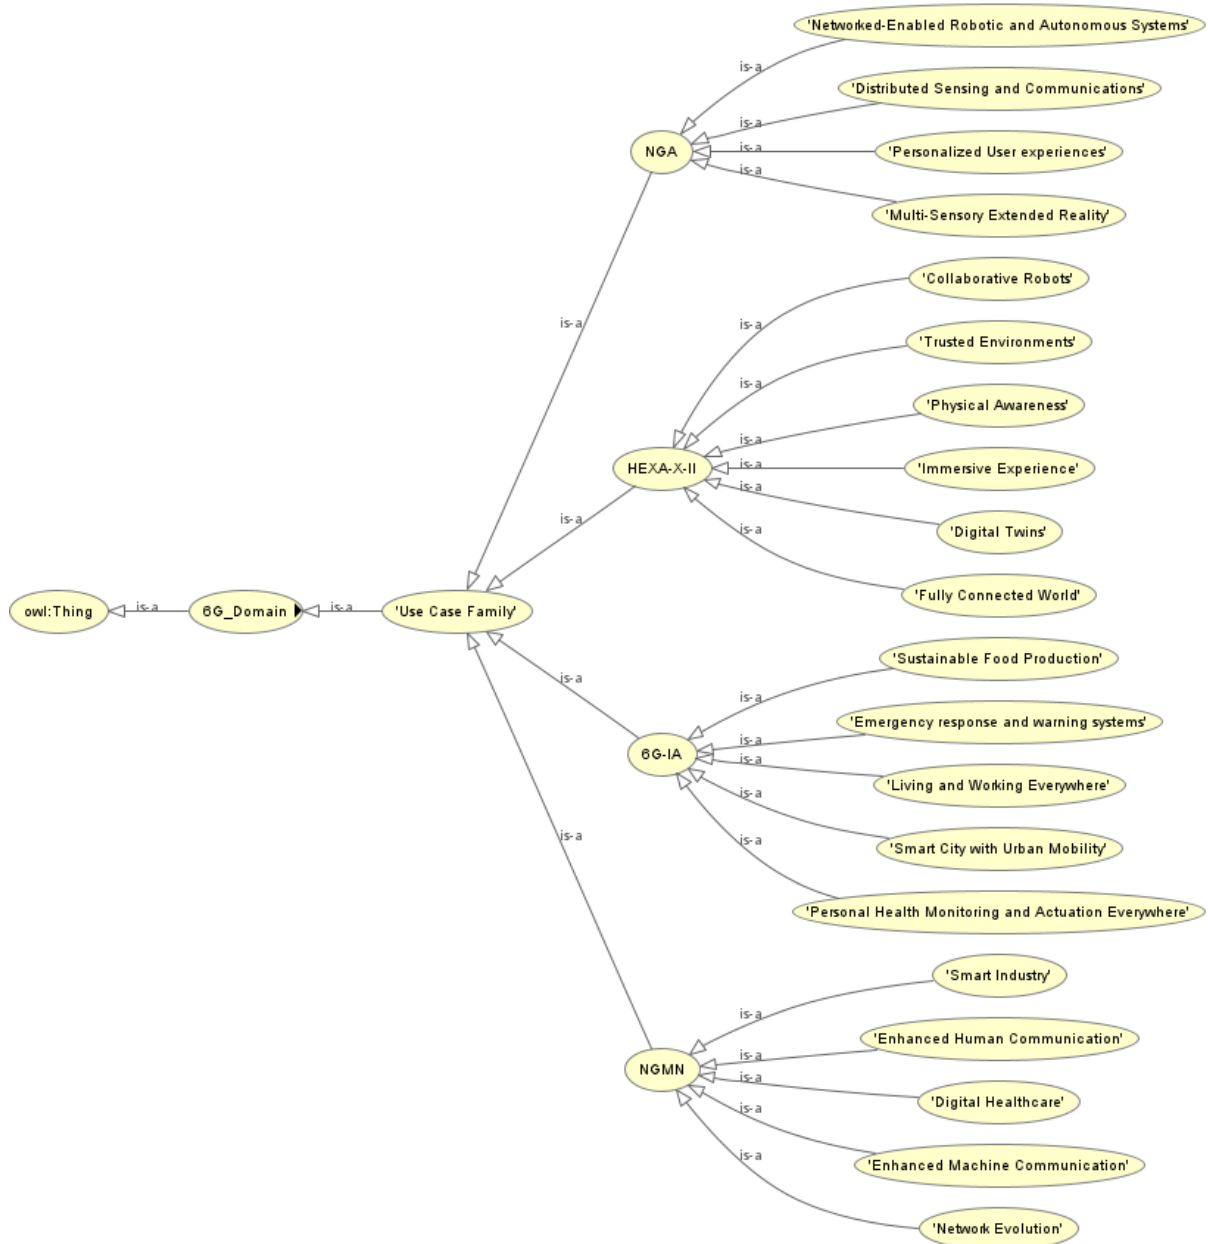 'Networked-Enabled Robotic and Autonomous Systems'
is-a
'Distributed Sensing and Communications'
is-a
NGA
is-a
'Personalized User experiences'
is-a
'Multi-Sensory Extended Reality'
'Collaborative Robots'
is-a
is-a
'Trusted Environments'
is-a
'Physical Awareness'
is-a
HEXA-X-II
is-a
'Immersive Experience'
is-a
is-a
is-a
'Digital Twins'
'Fully Connected World'
owl:Thing
is-a
6G_Domain
is-a
'Use Case Family'
'Sustainable Food Production'
is-a
is-a
'Emergency response and warning systems'
is-a
6G-IA
is-a
'Living and Working Everywhere'
is-a
is-a
is-a
'Smart City with Urban Mobility'
'Personal Health Monitoring and Actuation Everywhere'
'Smart Industry'
is-a
'Enhanced Human Communication'
is-a
NGMN
is-a
'Digital Healthcare'
is-a
is-a
'Enhanced Machine Communication'
'Network Evolution'